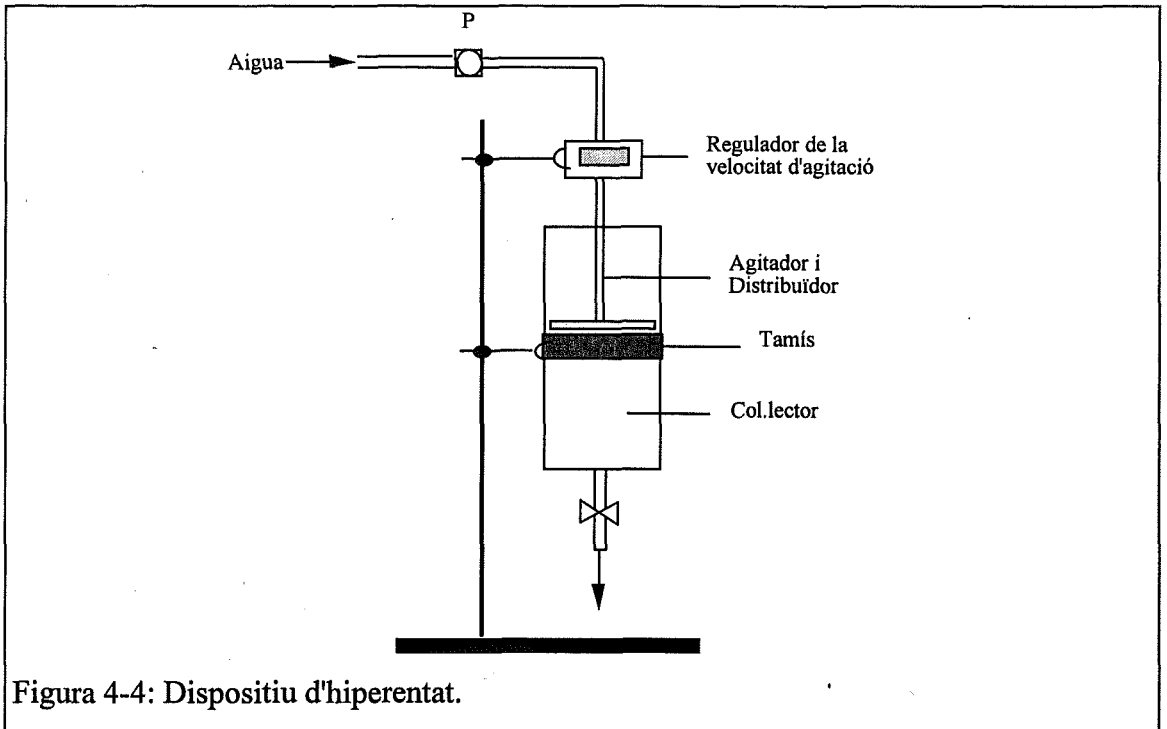 P
Aigua
Regulador de la
velocitat d'agitació
Agitador i
Distribuïdor
Tamís
Col.lector
Figura 4-4: Dispositiu d'hiperentat.